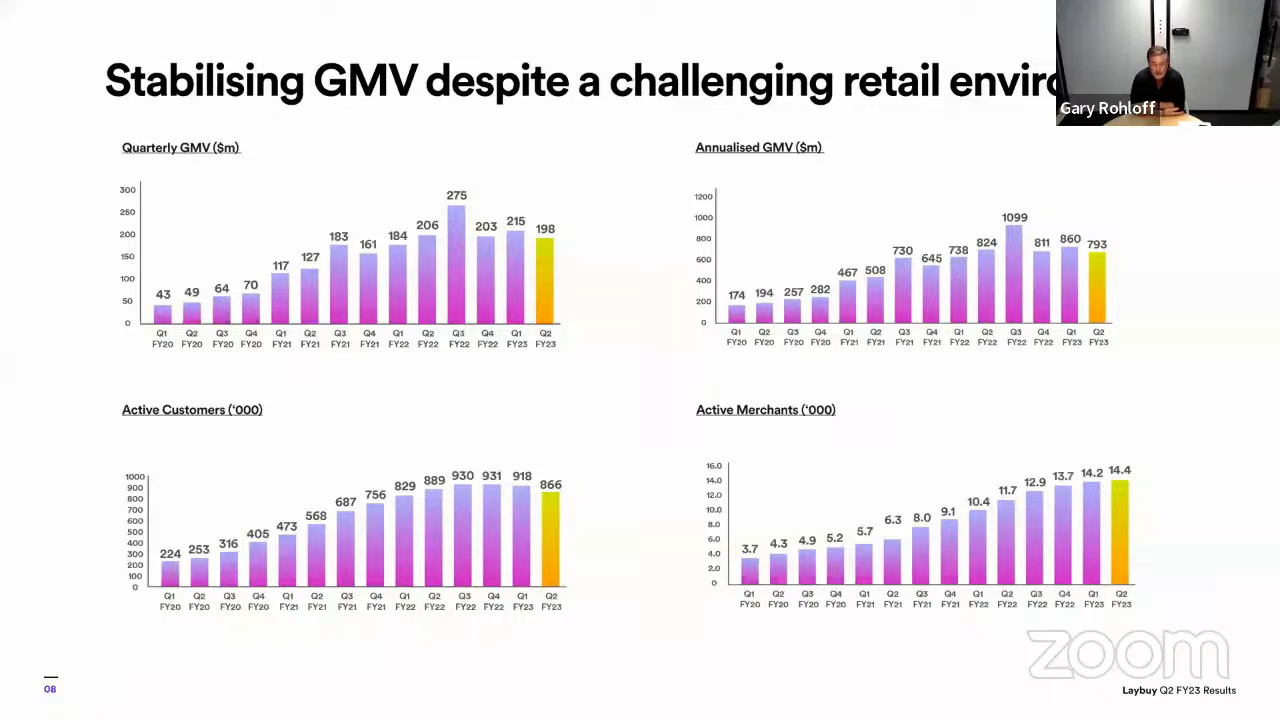 Stabilising GMV despite a challenging retail
Gary Rohloff
Quarterly GMV ($m)
300
250
200
150
100
50
0
43 49 64 70 117 127 183 161 184 206 275 203 215 198
Q1 Q2 Q3 Q4 Q1 Q2 Q3 Q4 Q1 Q2 Q3 Q4 Q1 Q2
FY20 FY20 FY20 FY20 FY21 FY21 FY21 FY21 FY22 FY22 FY22 FY22 FY23 FY23
Annualised GMV ($m)
1200
1000
800
600
400
200
0
174 194 257 282 467 508 730 645 738 824 1099 811 860 793
Q1 Q2 Q3 Q4 Q1 Q2 Q3 Q4 Q1 Q2 Q3 Q4 Q1 Q2
FY20 FY20 FY20 FY20 FY21 FY21 FY21 FY21 FY22 FY22 FY22 FY22 FY23 FY23
Active Customers (‘000)
1000
900
800
700
600
500
400
300
200
100
0
224 253 316 405 473 568 687 756 829 889 930 931 918 866
Q1 Q2 Q3 Q4 Q1 Q2 Q3 Q4 Q1 Q2 Q3 Q4 Q1 Q2
FY20 FY20 FY20 FY20 FY21 FY21 FY21 FY21 FY22 FY22 FY22 FY22 FY23 FY23
Active Merchants (‘000)
16.0
14.0
12.0
10.0
8.0
6.0
4.0
2.0
0
3.7 4.3 4.9 5.2 5.7 6.3 8.0 9.1 10.4 11.7 12.9 13.7 14.2 14.4
Q1 Q2 Q3 Q4 Q1 Q2 Q3 Q4 Q1 Q2 Q3 Q4 Q1 Q2
FY20 FY20 FY20 FY20 FY21 FY21 FY21 FY21 FY22 FY22 FY22 FY22 FY23 FY23
zoom
08
Laybuy Q2 FY23 Results